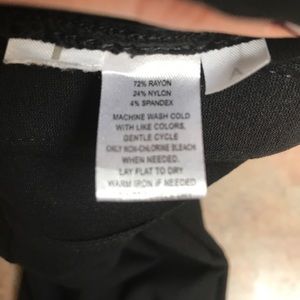 72% RAYON
24% NYLON
4% SPANDEX
MACHINE WASH COLD
WITH LIKE COLORS,
GENTLE CYCLE
ONLY NON-CHLORINE BLEACH
WHEN NEEDED.
LAY FLAT TO DRY
WARM IRON IF NEEDED